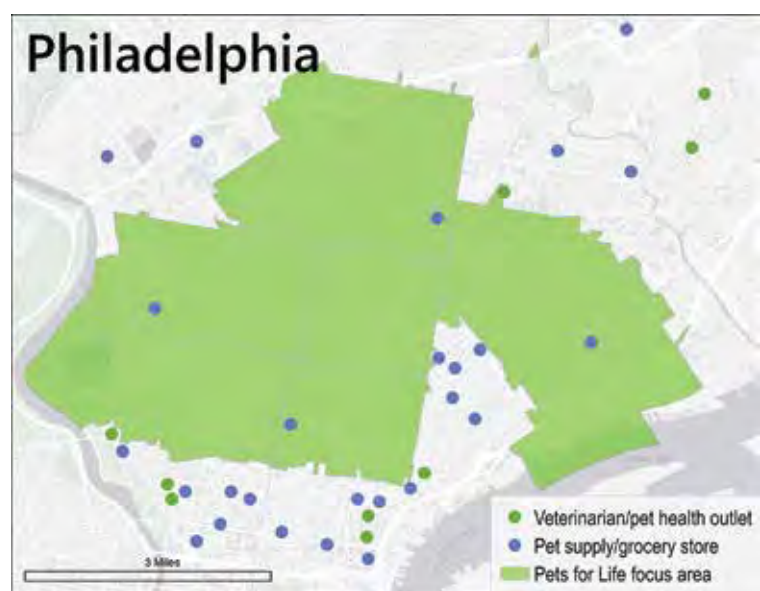 Philadelphia
3 Miles
Veterinarian/pet health outlet
Pet supply/grocery store
Pets for Life focus area